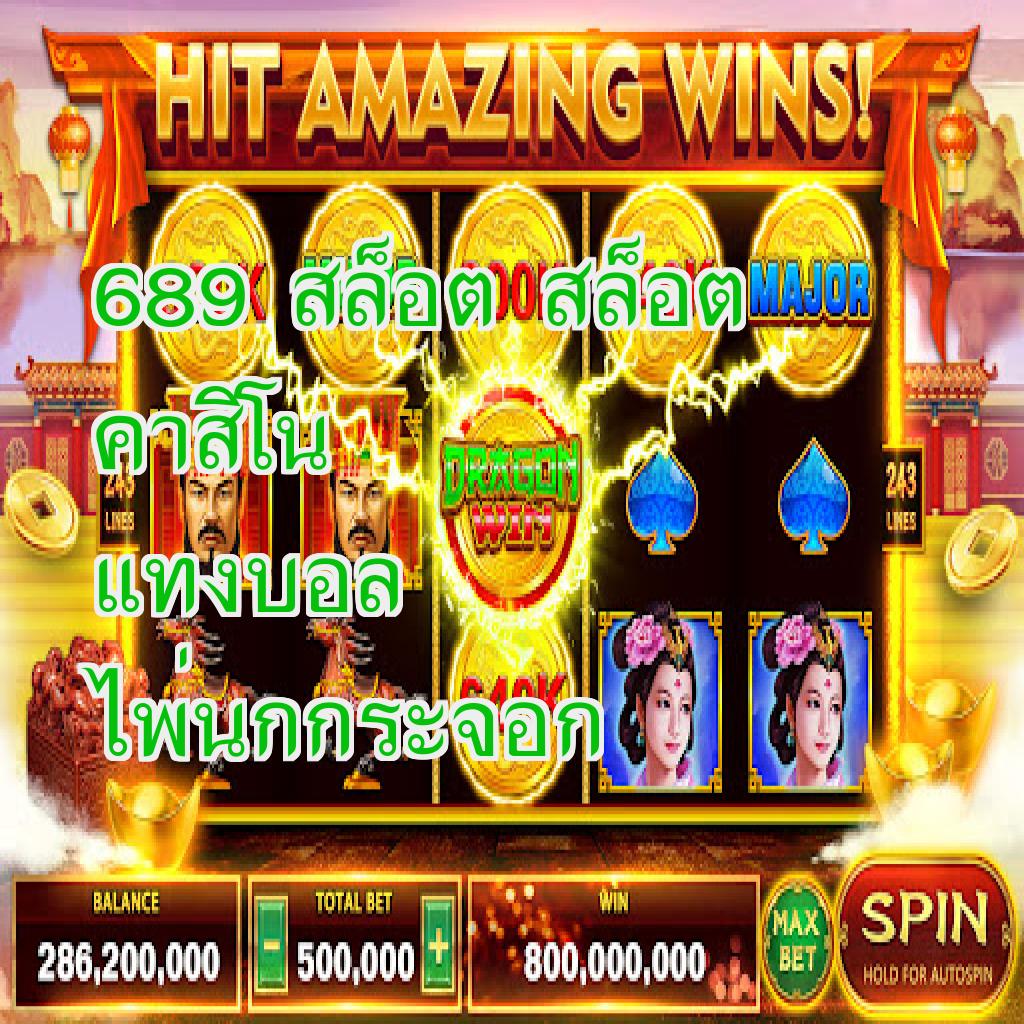 HIT AMAZING WINS!
689 สล็อต สล็อต
MAJOR
คาสิโน
243
LINES
243
LINES
DRAGON
WIN
แทงบอล
640K
ไพ่นกกระจอก
BALANCE
286,200,000
TOTAL BET
- 500,000 +
WIN
800,000,000
MAX
BET
SPIN
HOLD FOR AUTOSPIN